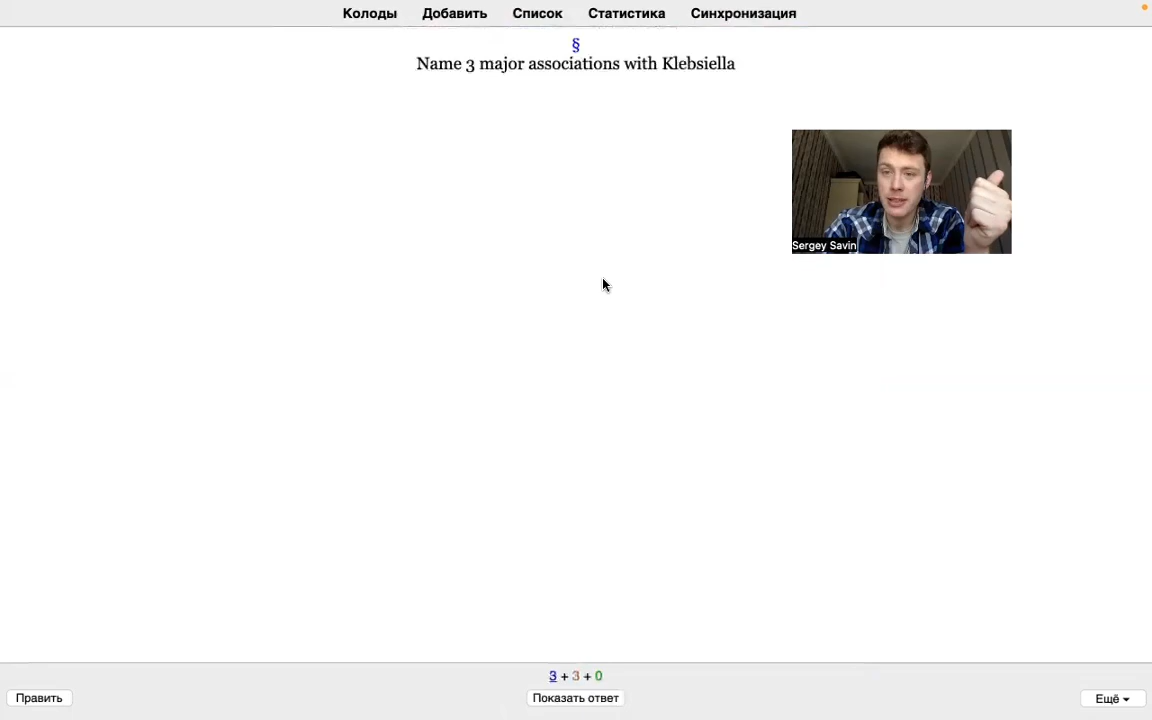 Колоды Добавить Список Статистика Синхронизация
§
Name 3 major associations with Klebsiella
Sergey Savin
3 + 3 + 0
Править Показать ответ Ещё